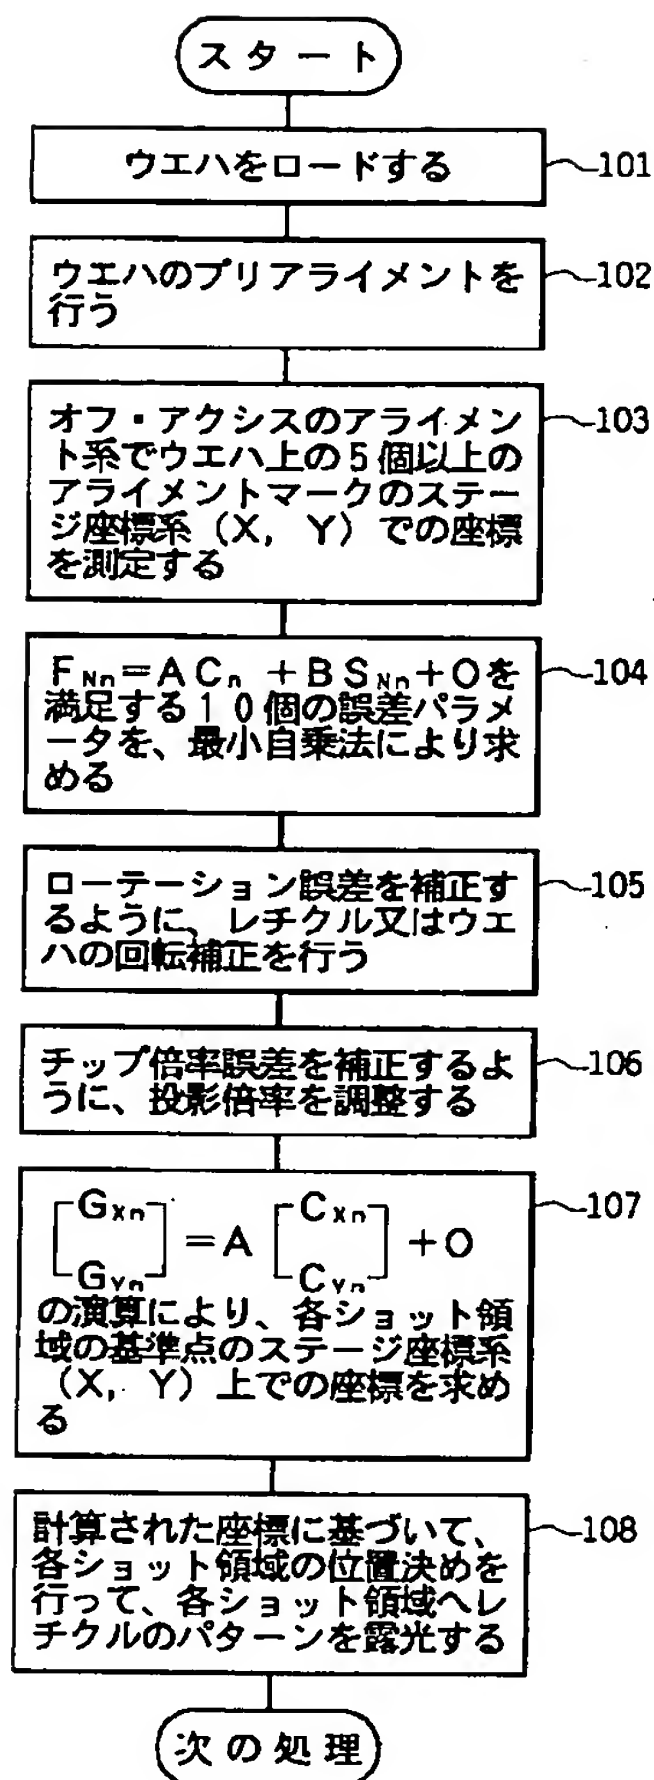 スタート
ウエハをロードする
101
ウエハのプリアライメントを
行う
102
オフ・アクシスのアライメン
ト系でウエハ上の5個以上の
アライメントマークのステー
ジ座標系(X, Y)での座標
を測定する
103
FNn=ACn +BSNn+Oを
満足する10個の誤差パラメ
ータを、最小自乗法により求
める
104
ローテーション誤差を補正す
るように、レチクル又はウエ
ハの回転補正を行う
105
チップ倍率誤差を補正するよ
うに、投影倍率を調整する
106
[GXn GYn] =A [CXn CYn] +O
の演算により、各ショット領
域の基準点のステージ座標系
(X, Y)上での座標を求め
る
107
計算された座標に基づいて、
各ショット領域の位置決めを
行って、各ショット領域へレ
チクルのパターンを露光する
108
次の処理